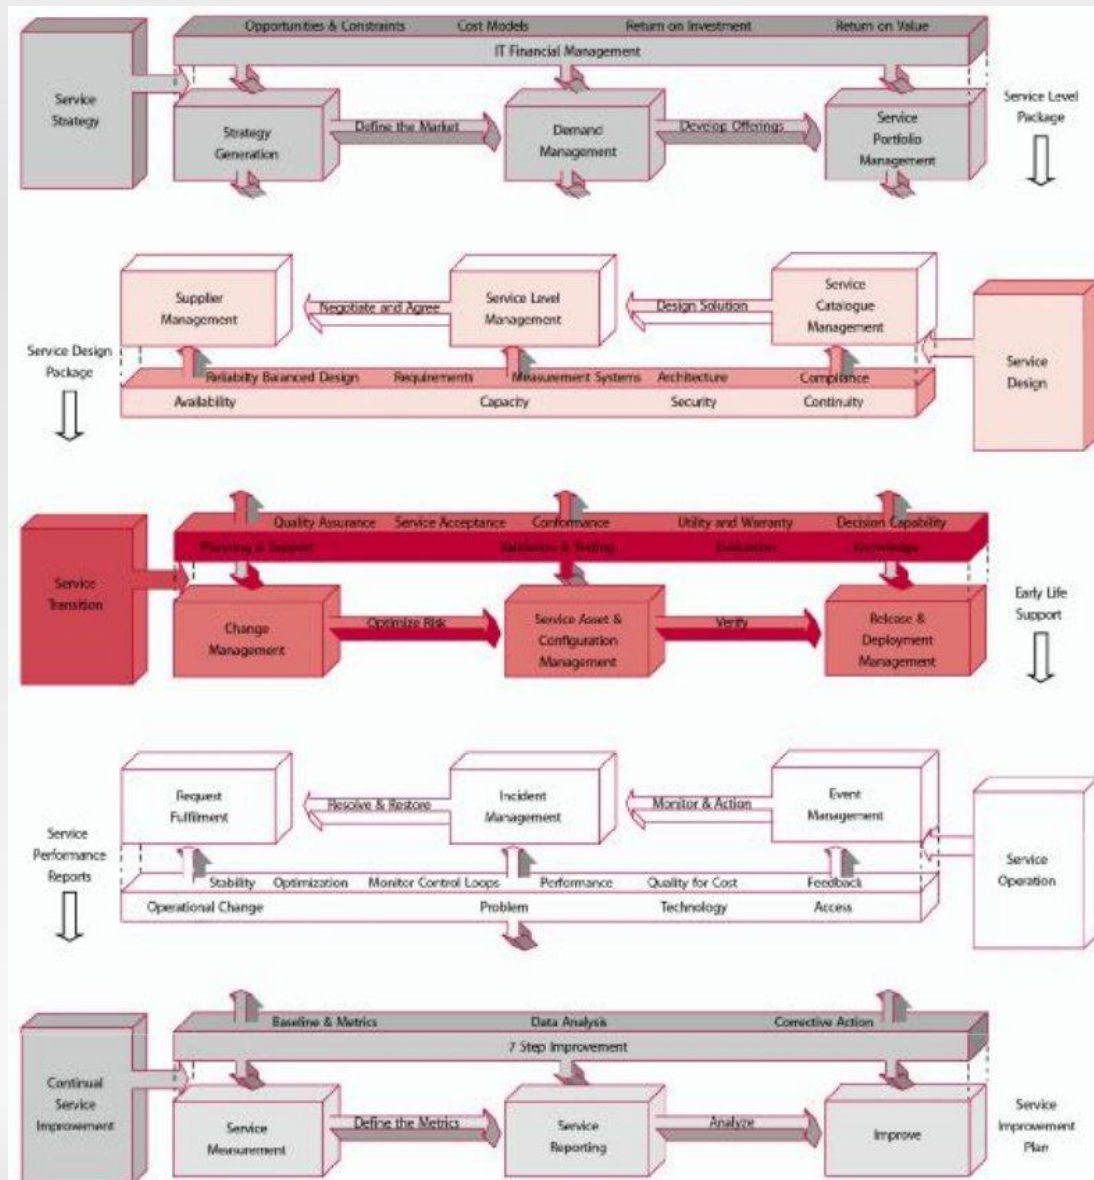 Opportunities & Constraints Cost Models Return on Investment Return on Value
IT Financial Management
Service
Strategy
Strategy
Generation
Define the Market
Demand
Management
Develop Offerings
Service
Portfolio
Management
Service Level
Package
Supplier
Management
Negotiate and Agree
Service Level
Management
Design Solution
Service
Catalogue
Management
Service Design
Package
Service
Design
Reliabilty Balanced Design Requirements Measurement Systems Architecture Compliance
Availability Capacity Security Continuity
Quality Assurance Service Acceptance Conformance Utility and Warranty Decision Capability
Planning & Support Validation & Testing Evaluation Knowledge
Service
Transition
Change
Management
Optimize Risk
Service Asset &
Configuration
Management
Verify
Release &
Deployment
Management
Early Life
Support
Request
Fulfilment
Resolve & Restore
Incident
Management
Monitor & Action
Event
Management
Service
Performance
Reports
Service
Operation
Stability Optimization Monitor Control Loops Performance Quality for Cost Feedback
Operational Change Problem Technology Access
Baseline & Metrics Data Analysis Corrective Action
7 Step Improvement
Continual
Service
Improvement
Service
Measurement
Define the Metrics
Service
Reporting
Analyze
Improve
Service
Improvement
Plan